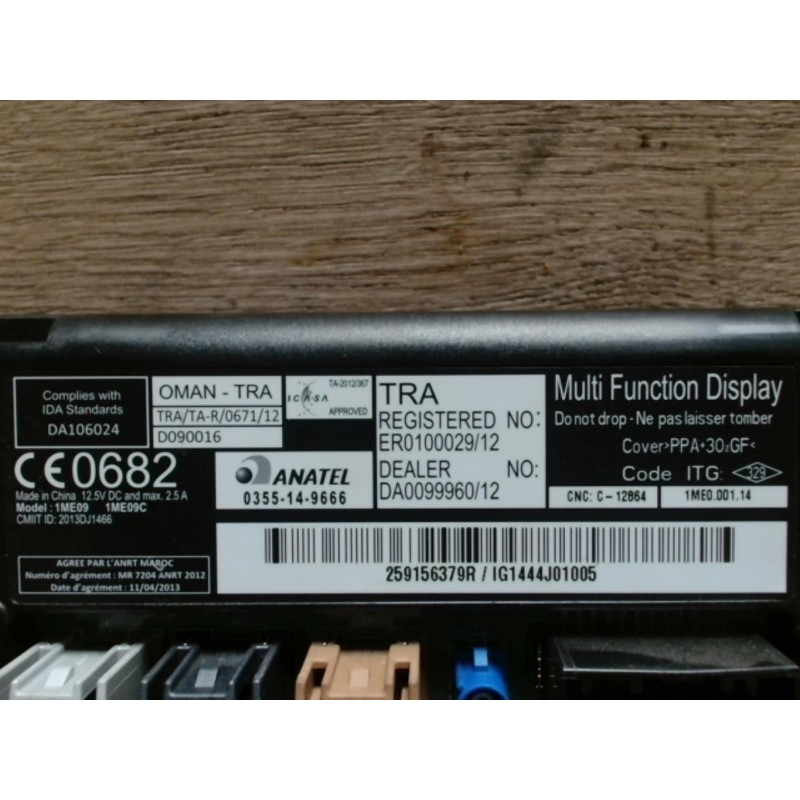 Complies with
IDA Standards
DA106024
OMAN - TRA
TRA/TA-R/0671/12
D090016
TA-2012/367
ICASA
APPROVED
TRA
REGISTERED NO:
ER0100029/12
DEALER NO:
DA0099960/12
Multi Function Display
Do not drop - Ne pas laisser tomber
Cover>PPA+30%GF<
Code ITG: 329
CNC: C-12864
1ME0.001.14
CE0682
Made in China 12.5V DC and max. 2.5 A
Model : 1ME09 1ME09C
CMIIT ID: 2013DJ1466
ANATEL
0355-14-9666
AGREE PAR L'ANRT MAROC
Numéro d'agrément : MR 7204 ANRT 2012
Date d'agrément : 11/04/2013
259156379R / IG1444J01005